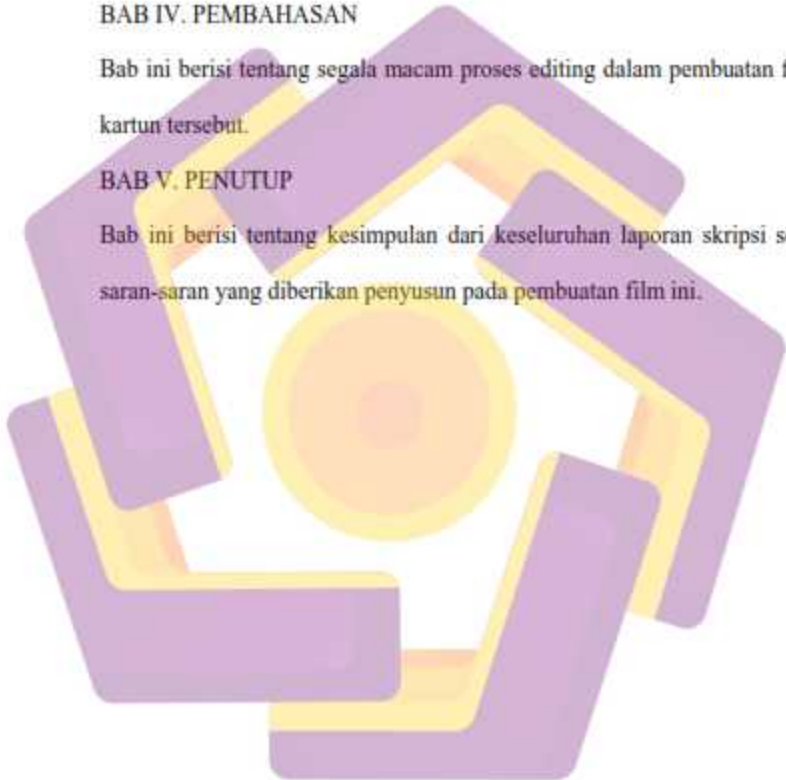 BAB IV. PEMBAHASAN
Bab ini berisi tentang segala macam proses editing dalam pembuatan
kartun tersebut.
BAB V. PENUTUP
Bab ini berisi tentang kesimpulan dari keseluruhan laporan skripsi
saran-saran yang diberikan penyusun pada pembuatan film ini.